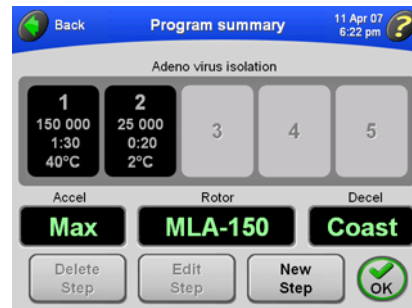 Back
Program summary
11 Apr 07
6:22 pm
?
Adeno virus isolation
1
150 000
1:30
40°C
2
25 000
0:20
2°C
3
4
5
Accel
Rotor
Decel
Max
MLA-150
Coast
Delete
Step
Edit
Step
New
Step
OK